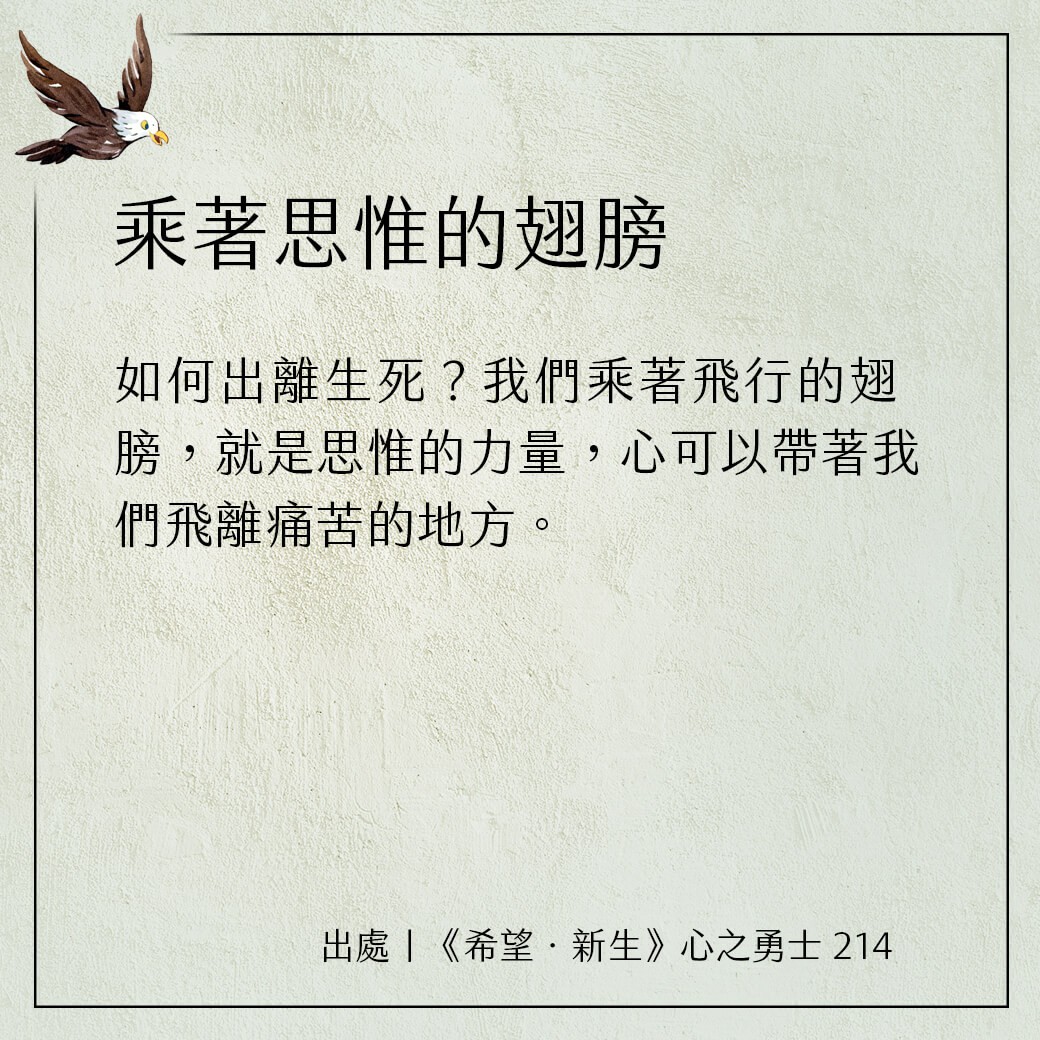 乘著思惟的翅膀
如何出離生死？我們乘著飛行的翅
膀，就是思惟的力量，心可以帶著我
們飛離痛苦的地方。
出處｜《希望．新生》心之勇士 214